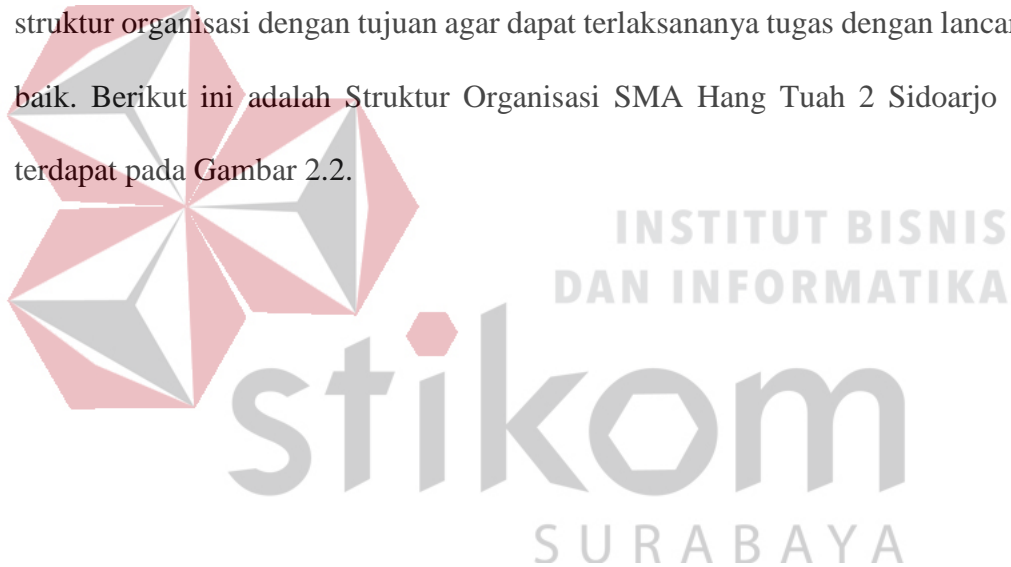 struktur organisasi dengan tujuan agar dapat terlaksananya tugas dengan lancar
baik. Berikut ini adalah Struktur Organisasi SMA Hang Tuah 2 Sidoarjo
terdapat pada Gambar 2.2.
INSTITUT BISNIS
DAN INFORMATIKA
stikom
SURABAYA